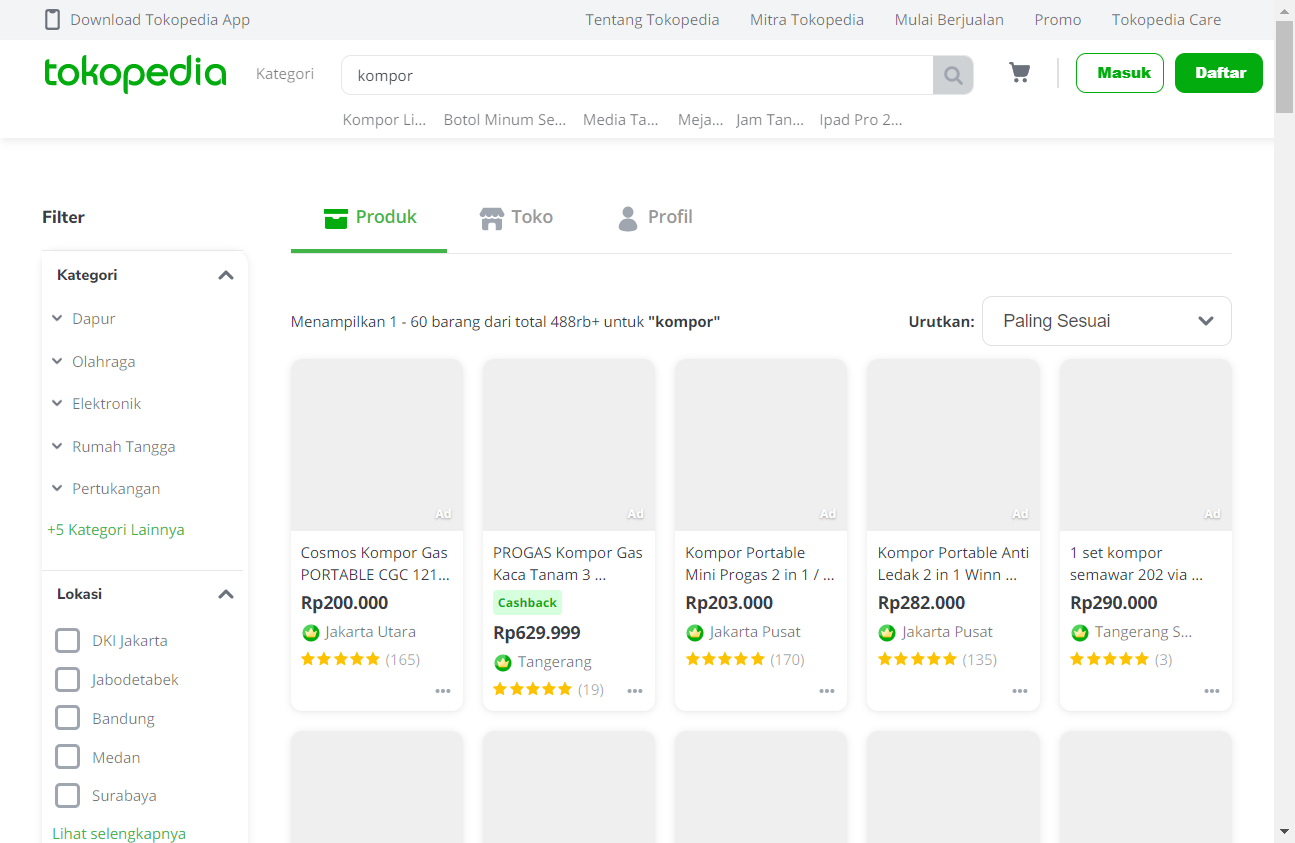 Download Tokopedia App
Tentang Tokopedia
Mitra Tokopedia
Mulai Berjualan
Promo
Tokopedia Care
tokopedia
Kategori
kompor
Masuk
Daftar
Kompor Li...
Botol Minum Se...
Media Ta...
Meja...
Jam Tan...
Ipad Pro 2...
Filter
Produk
Toko
Profil
Kategori
Dapur
Olahraga
Elektronik
Rumah Tangga
Pertukangan
+5 Kategori Lainnya
Lokasi
DKI Jakarta
Jabodetabek
Bandung
Medan
Surabaya
Lihat selengkapnya
Menampilkan 1 - 60 barang dari total 488rb+ untuk "kompor"
Urutkan:
Paling Sesuai
Ad
Cosmos Kompor Gas
PORTABLE CGC 121...
Rp200.000
Jakarta Utara
(165)
Ad
PROGAS Kompor Gas
Kaca Tanam 3 ...
Cashback
Rp629.999
Tangerang
(19)
Ad
Kompor Portable
Mini Progas 2 in 1 / ...
Rp203.000
Jakarta Pusat
(170)
Ad
Kompor Portable Anti
Ledak 2 in 1 Winn ...
Rp282.000
Jakarta Pusat
(135)
Ad
1 set kompor
semawar 202 via ...
Rp290.000
Tangerang S...
(3)